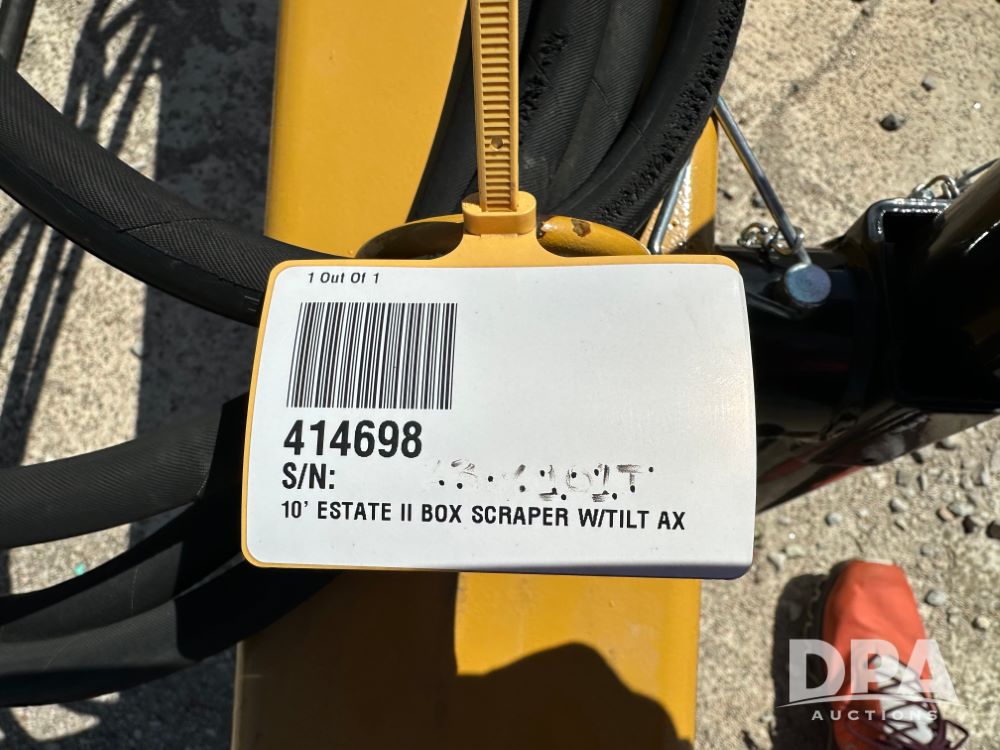 1 Out Of 1
414698
S/N:
10' ESTATE II BOX SCRAPER W/TILT AX
DPA
AUCTIONS